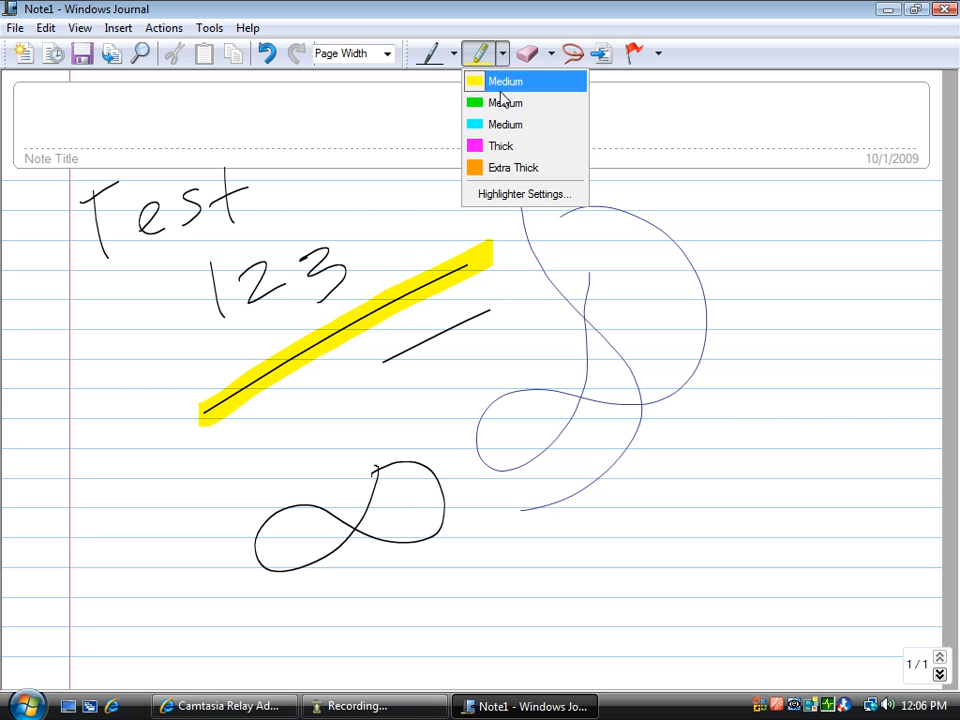 Note1 - Windows Journal
File Edit View Insert Actions Tools Help
Page Width
Medium
Medium
Medium
Thick
Extra Thick
Highlighter Settings...
Note Title
10/1/2009
Test
123
1 / 1
Camtasia Relay Ad...
Recording...
Note1 - Windows Jo...
12:06 PM